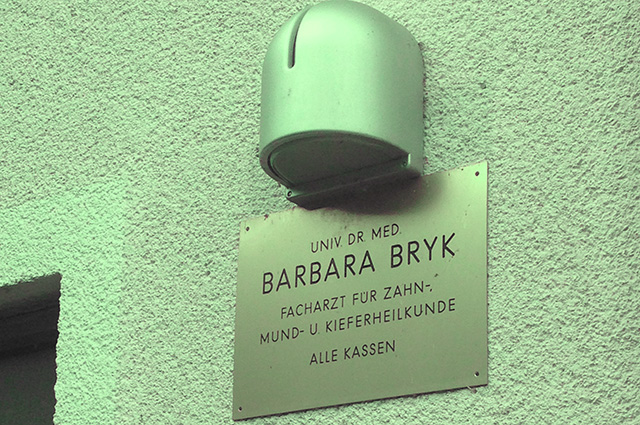 UNIV. DR. MED.
BARBARA BRYK
FACHARZT FÜR ZAHN-,
MUND- U. KIEFERHEILKUNDE
ALLE KASSEN